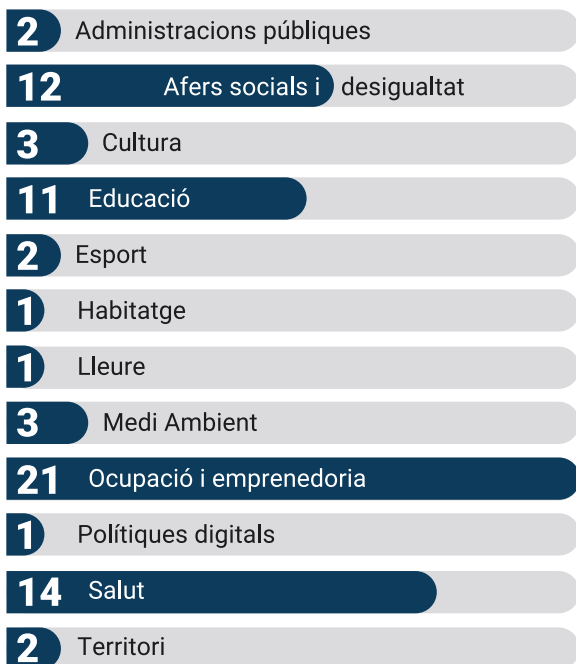 2 Administracions públiques
12 Afers socials i desigualtat
3 Cultura
11 Educació
2 Esport
1 Habitatge
1 Lleure
3 Medi Ambient
21 Ocupació i emprenedoria
1 Polítiques digitals
14 Salut
2 Territori